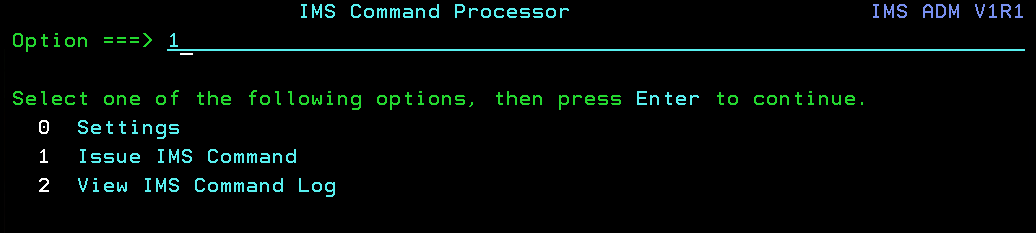 IMS Command Processor IMS ADM V1R1
Option ===> 1_
Select one of the following options, then press Enter to continue.
0 Settings
1 Issue IMS Command
2 View IMS Command Log